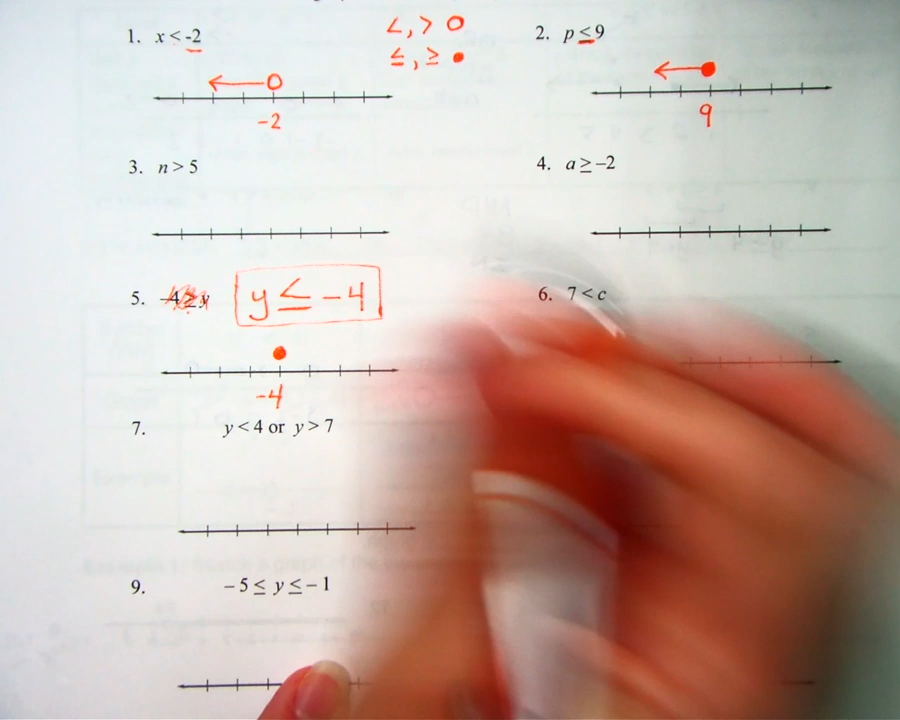 1. x < -2
<, > ○
≤, ≥ ●
2. p ≤ 9
-2
9
3. n > 5
4. a ≥ -2
5. -4 ≥ y
y ≤ -4
6. 7 < c
-4
7. y < 4 or y > 7
9. -5 ≤ y ≤ -1